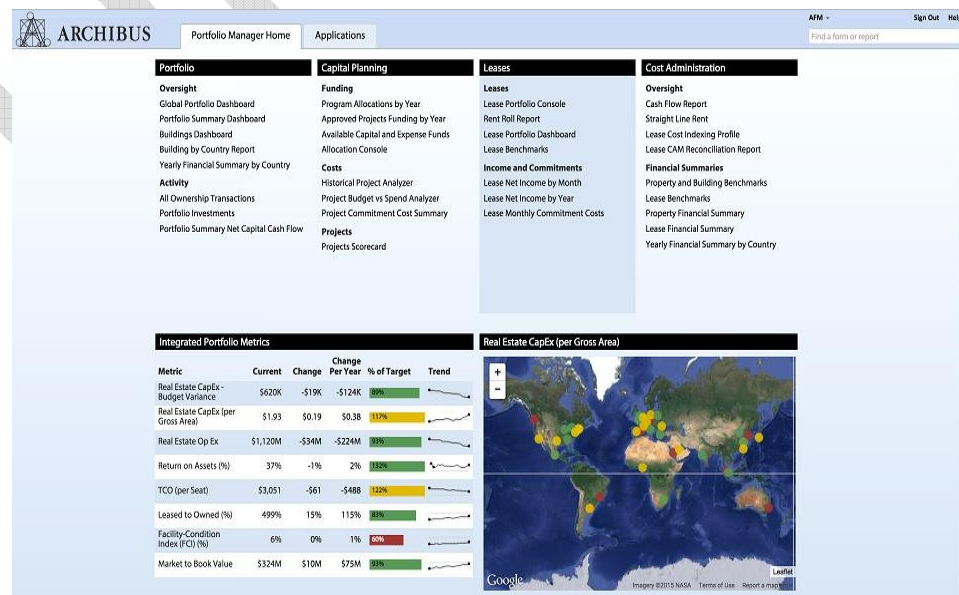 ARCHIBUS
Portfolio Manager Home
Applications
AFM
Sign Out
Help
Find a form or report
Portfolio
Oversight
Global Portfolio Dashboard
Portfolio Summary Dashboard
Buildings Dashboard
Building by Country Report
Yearly Financial Summary by Country
Activity
All Ownership Transactions
Portfolio Investments
Portfolio Summary Net Capital Cash Flow
Capital Planning
Funding
Program Allocations by Year
Approved Projects Funding by Year
Available Capital and Expense Funds
Allocation Console
Costs
Historical Project Analyzer
Project Budget vs Spend Analyzer
Project Commitment Cost Summary
Projects
Projects Scorecard
Leases
Leases
Lease Portfolio Console
Rent Roll Report
Lease Portfolio Dashboard
Lease Benchmarks
Income and Commitments
Lease Net Income by Month
Lease Net Income by Year
Lease Monthly Commitment Costs
Cost Administration
Oversight
Cash Flow Report
Straight Line Rent
Lease Cost Indexing Profile
Lease CAM Reconciliation Report
Financial Summaries
Property and Building Benchmarks
Lease Benchmarks
Property Financial Summary
Lease Financial Summary
Yearly Financial Summary by Country
Integrated Portfolio Metrics
Metric Current Change Change Per Year % of Target Trend
Real Estate CapEx - Budget Variance $620K -$19K -$124K 89%
Real Estate CapEx (per Gross Area) $1.93 $0.19 $0.38 117%
Real Estate Op Ex $1,120M -$34M -$224M 93%
Return on Assets (%) 37% -1% 2% 132%
TCO (per Seat) $3,051 -$61 -$488 122%
Leased to Owned (%) 499% 15% 115% 83%
Facility-Condition Index (FCI) (%) 6% 0% 1% 60%
Market to Book Value $324M $10M $75M 93%
Real Estate CapEx (per Gross Area)
+
-
Leaflet
Google
Imagery ©2015 NASA Terms of Use Report a map